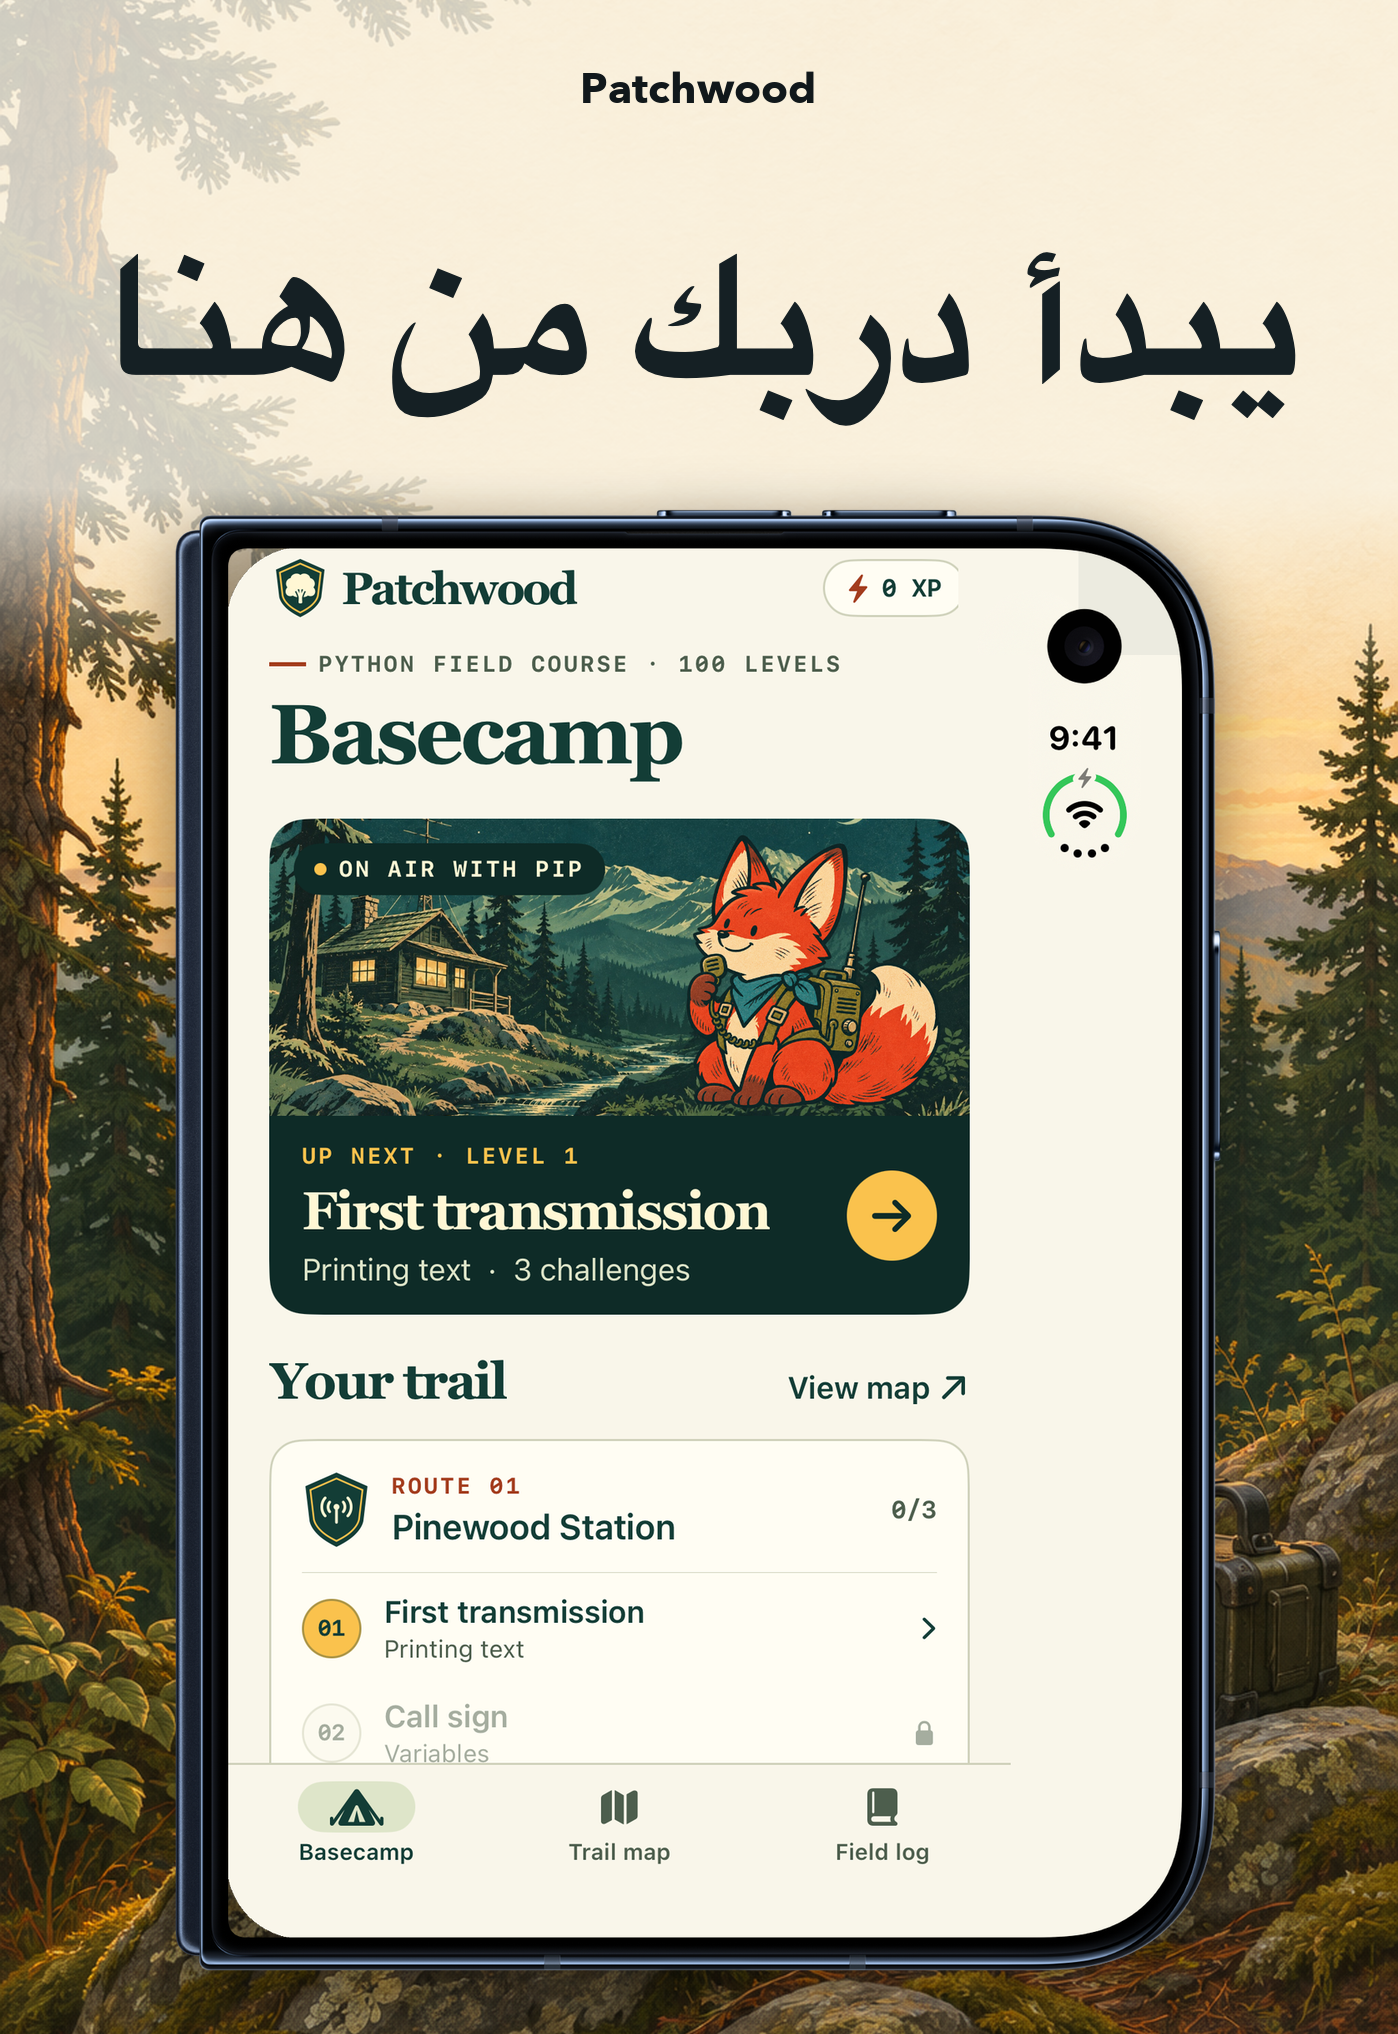 Patchwood
يبدأ دربك من هنا
Patchwood
0 XP
PYTHON FIELD COURSE · 100 LEVELS
Basecamp
9:41
ON AIR WITH PIP
UP NEXT · LEVEL 1
First transmission
Printing text · 3 challenges
Your trail
View map
ROUTE 01
Pinewood Station
0/3
01
First transmission
Printing text
02
Call sign
Variables
Basecamp
Trail map
Field log